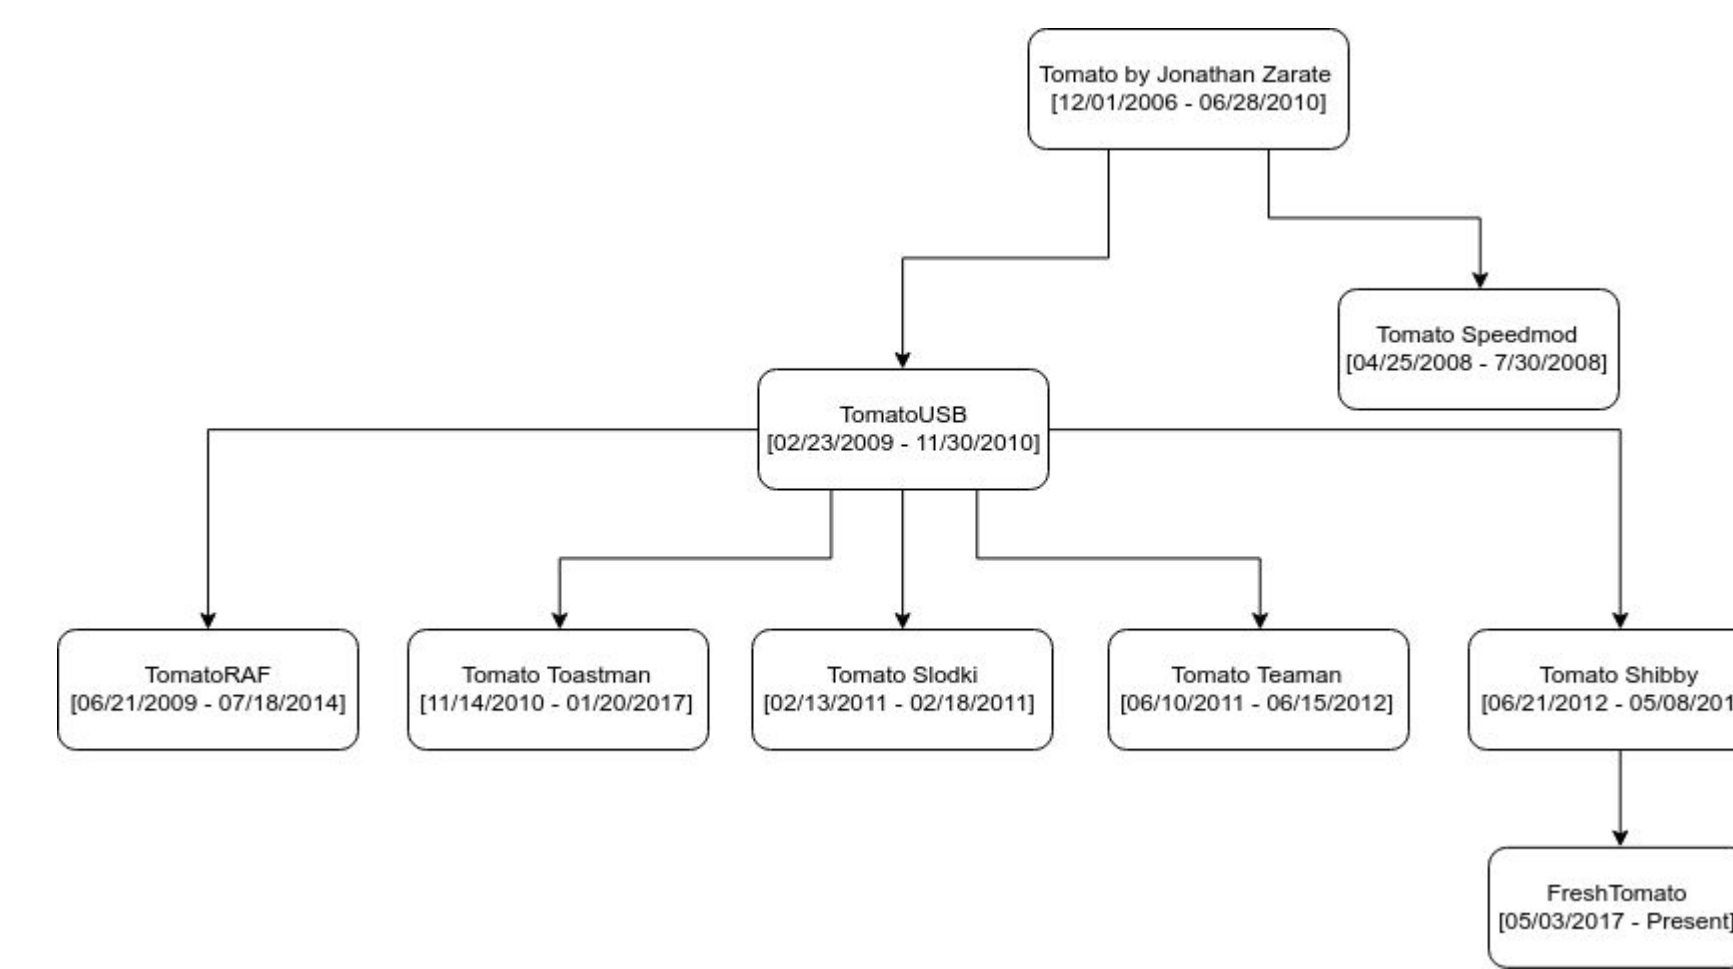 Tomato by Jonathan Zarate
[12/01/2006 - 06/28/2010]
Tomato Speedmod
[04/25/2008 - 7/30/2008]
TomatoUSB
[02/23/2009 - 11/30/2010]
TomatoRAF
[06/21/2009 - 07/18/2014]
Tomato Toastman
[11/14/2010 - 01/20/2017]
Tomato Slodki
[02/13/2011 - 02/18/2011]
Tomato Teaman
[06/10/2011 - 06/15/2012]
Tomato Shibby
[06/21/2012 -
FreshTomato
[05/03/2017 - Present]